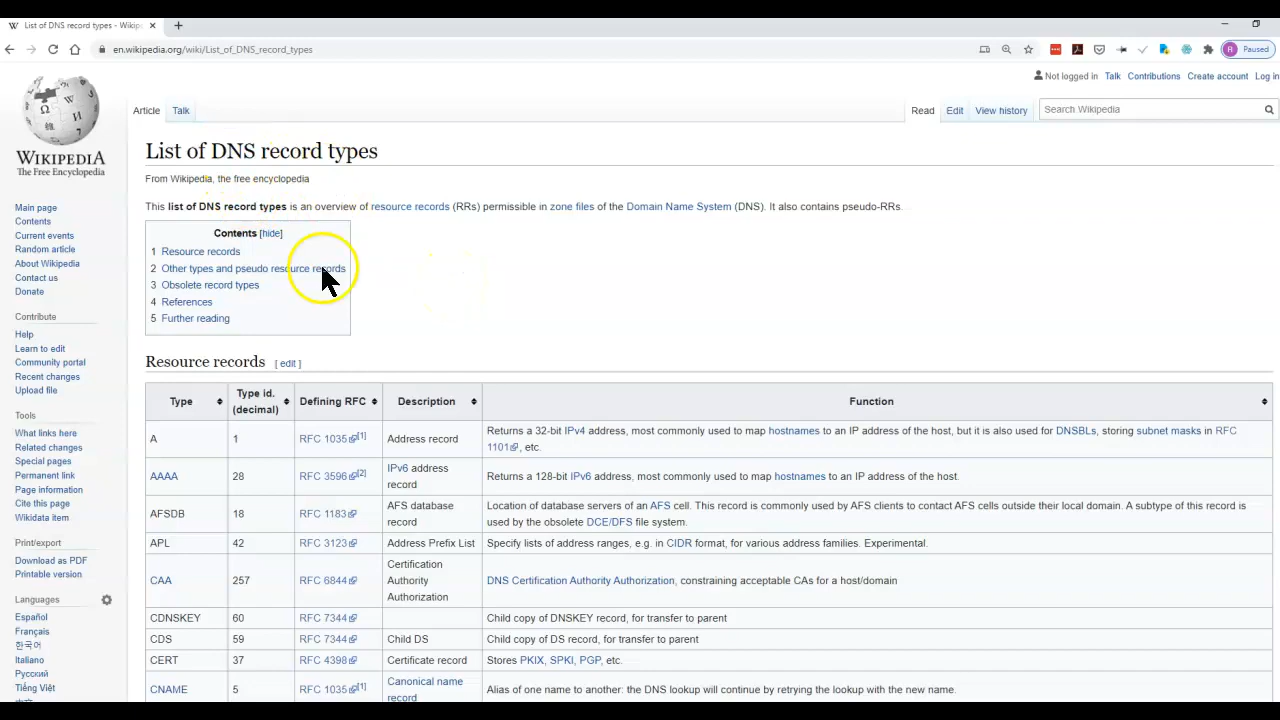 List of DNS record types - Wikip
en.wikipedia.org/wiki/List_of_DNS_record_types
Paused
Not logged in Talk Contributions Create account Log in
Article Talk
Read Edit View history
Search Wikipedia
WIKIPEDIA
The Free Encyclopedia
Main page
Contents
Current events
Random article
About Wikipedia
Contact us
Donate
Contribute
Help
Learn to edit
Community portal
Recent changes
Upload file
Tools
What links here
Related changes
Special pages
Permanent link
Page information
Cite this page
Wikidata item
Print/export
Download as PDF
Printable version
Languages
Español
Français
한국어
Italiano
Русский
Tiếng Việt
List of DNS record types
From Wikipedia, the free encyclopedia
This list of DNS record types is an overview of resource records (RRs) permissible in zone files of the Domain Name System (DNS). It also contains pseudo-RRs.
Contents [hide]
1 Resource records
2 Other types and pseudo resource records
3 Obsolete record types
4 References
5 Further reading
Resource records [ edit ]
Type Type id. (decimal) Defining RFC Description Function
A 1 RFC 1035[1] Address record Returns a 32-bit IPv4 address, most commonly used to map hostnames to an IP address of the host, but it is also used for DNSBLs, storing subnet masks in RFC
1101, etc.
AAAA 28 RFC 3596[2] IPv6 address record Returns a 128-bit IPv6 address, most commonly used to map hostnames to an IP address of the host.
AFSDB 18 RFC 1183 AFS database record Location of database servers of an AFS cell. This record is commonly used by AFS clients to contact AFS cells outside their local domain. A subtype of this record is
used by the obsolete DCE/DFS file system.
APL 42 RFC 3123 Address Prefix List Specify lists of address ranges, e.g. in CIDR format, for various address families. Experimental.
CAA 257 RFC 6844 Certification Authority Authorization DNS Certification Authority Authorization, constraining acceptable CAs for a host/domain
CDNSKEY 60 RFC 7344 Child copy of DNSKEY record, for transfer to parent
CDS 59 RFC 7344 Child DS Child copy of DS record, for transfer to parent
CERT 37 RFC 4398 Certificate record Stores PKIX, SPKI, PGP, etc.
CNAME 5 RFC 1035[1] Canonical name record Alias of one name to another: the DNS lookup will continue by retrying the lookup with the new name.